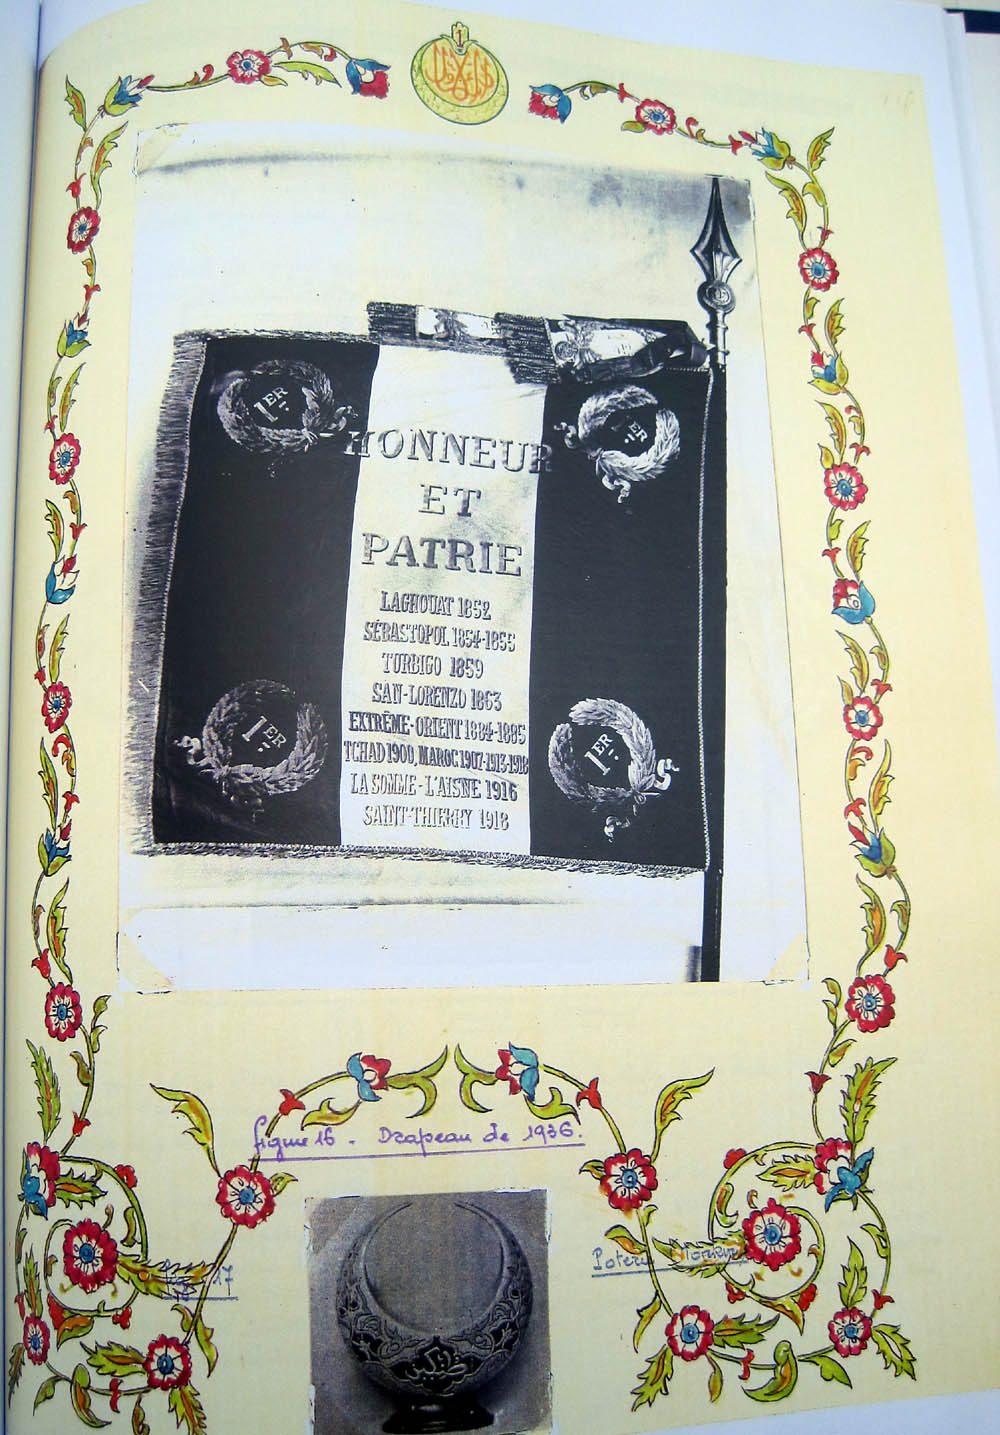 1ER
1ER
HONNEUR
ET
PATRIE
LAGHOUAT 1852
SÉBASTOPOL 1854-1855
TURBIGO 1859
SAN-LORENZO 1863
EXTRÊME-ORIENT 1884-1885
TCHAD 1900, MAROC 1907-1913-1918
LA SOMME - L'AISNE 1916
SAINT-THIERRY 1918
1ER
1ER
figure 16 - Drapeau de 1936.
17